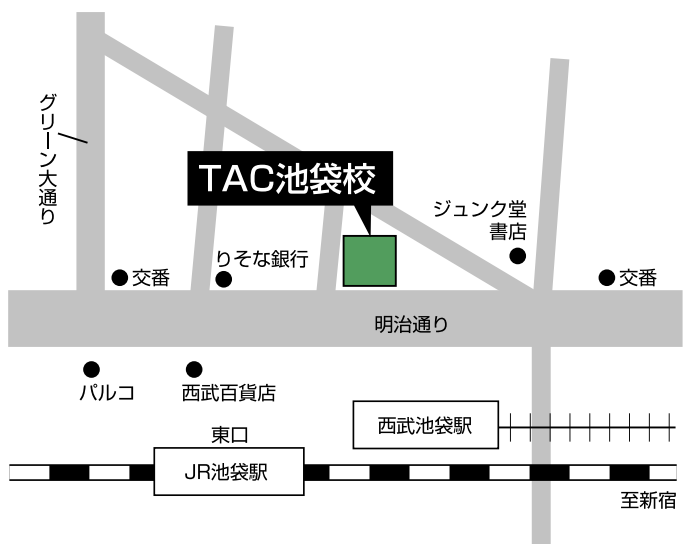 グリーン大通り
TAC池袋校
ジュンク堂
書店
りそな銀行
交番
交番
明治通り
パルコ
西武百貨店
西武池袋駅
東口
JR池袋駅
至新宿